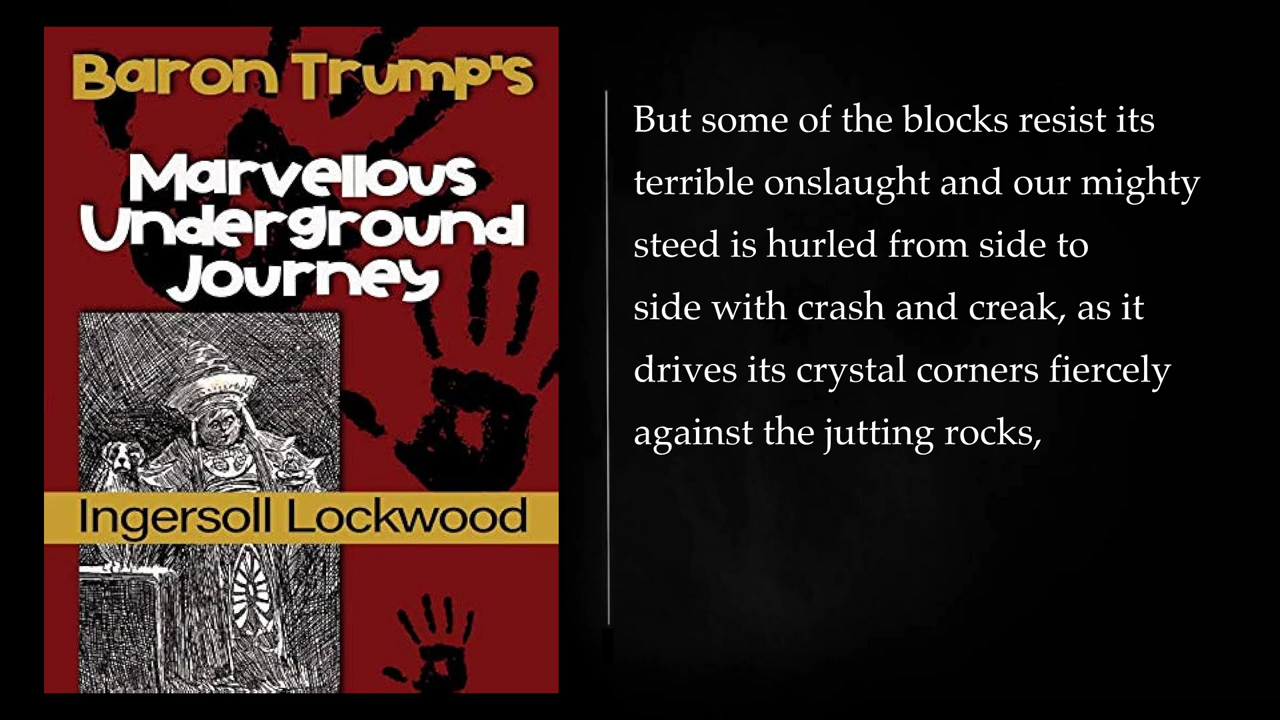 Baron Trump's
Marvellous
Underground
Journey
Ingersoll Lockwood
But some of the blocks resist its
terrible onslaught and our mighty
steed is hurled from side to
side with crash and creak, as it
drives its crystal corners fiercely
against the jutting rocks,